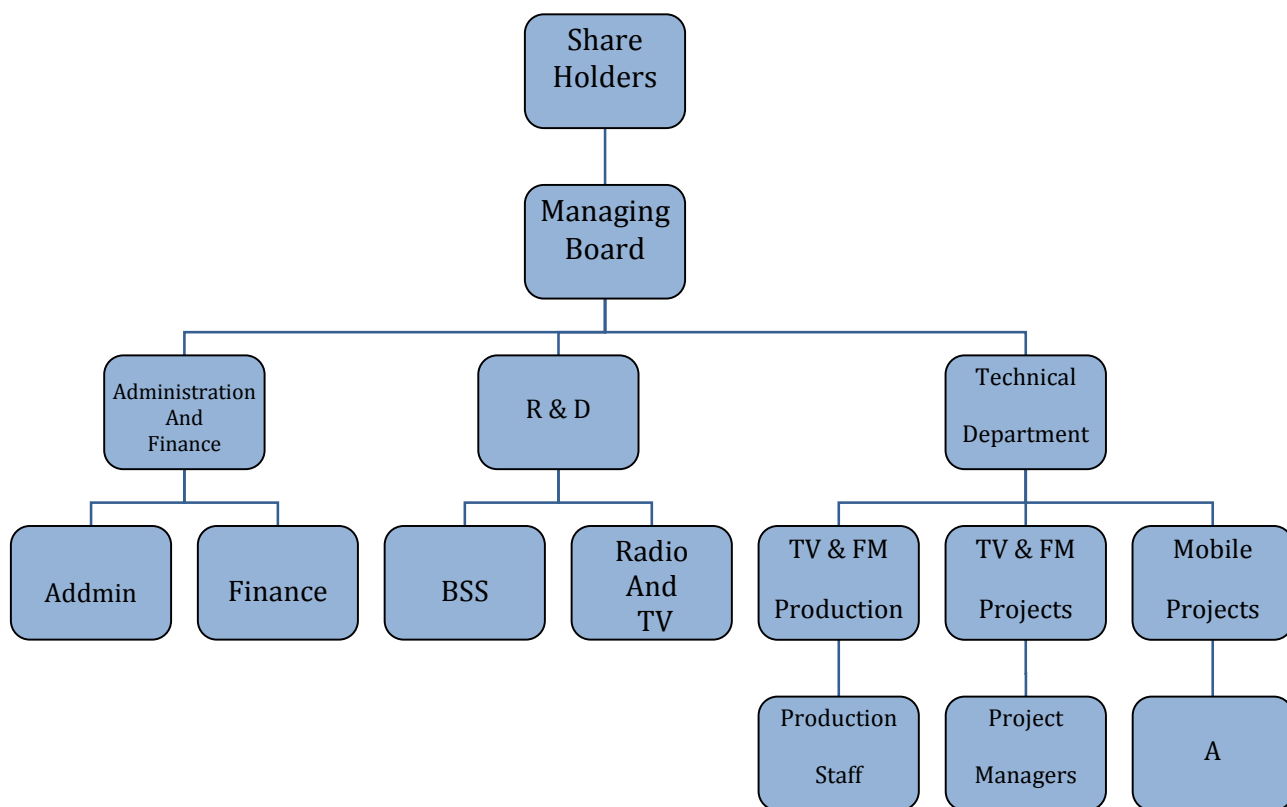 Share
Holders
Managing
Board
Administration
And
Finance
R & D
Technical
Department
Addmin
Finance
BSS
Radio
And
TV
TV & FM
Production
TV & FM
Projects
Mobile
Projects
Production
Staff
Project
Managers
A